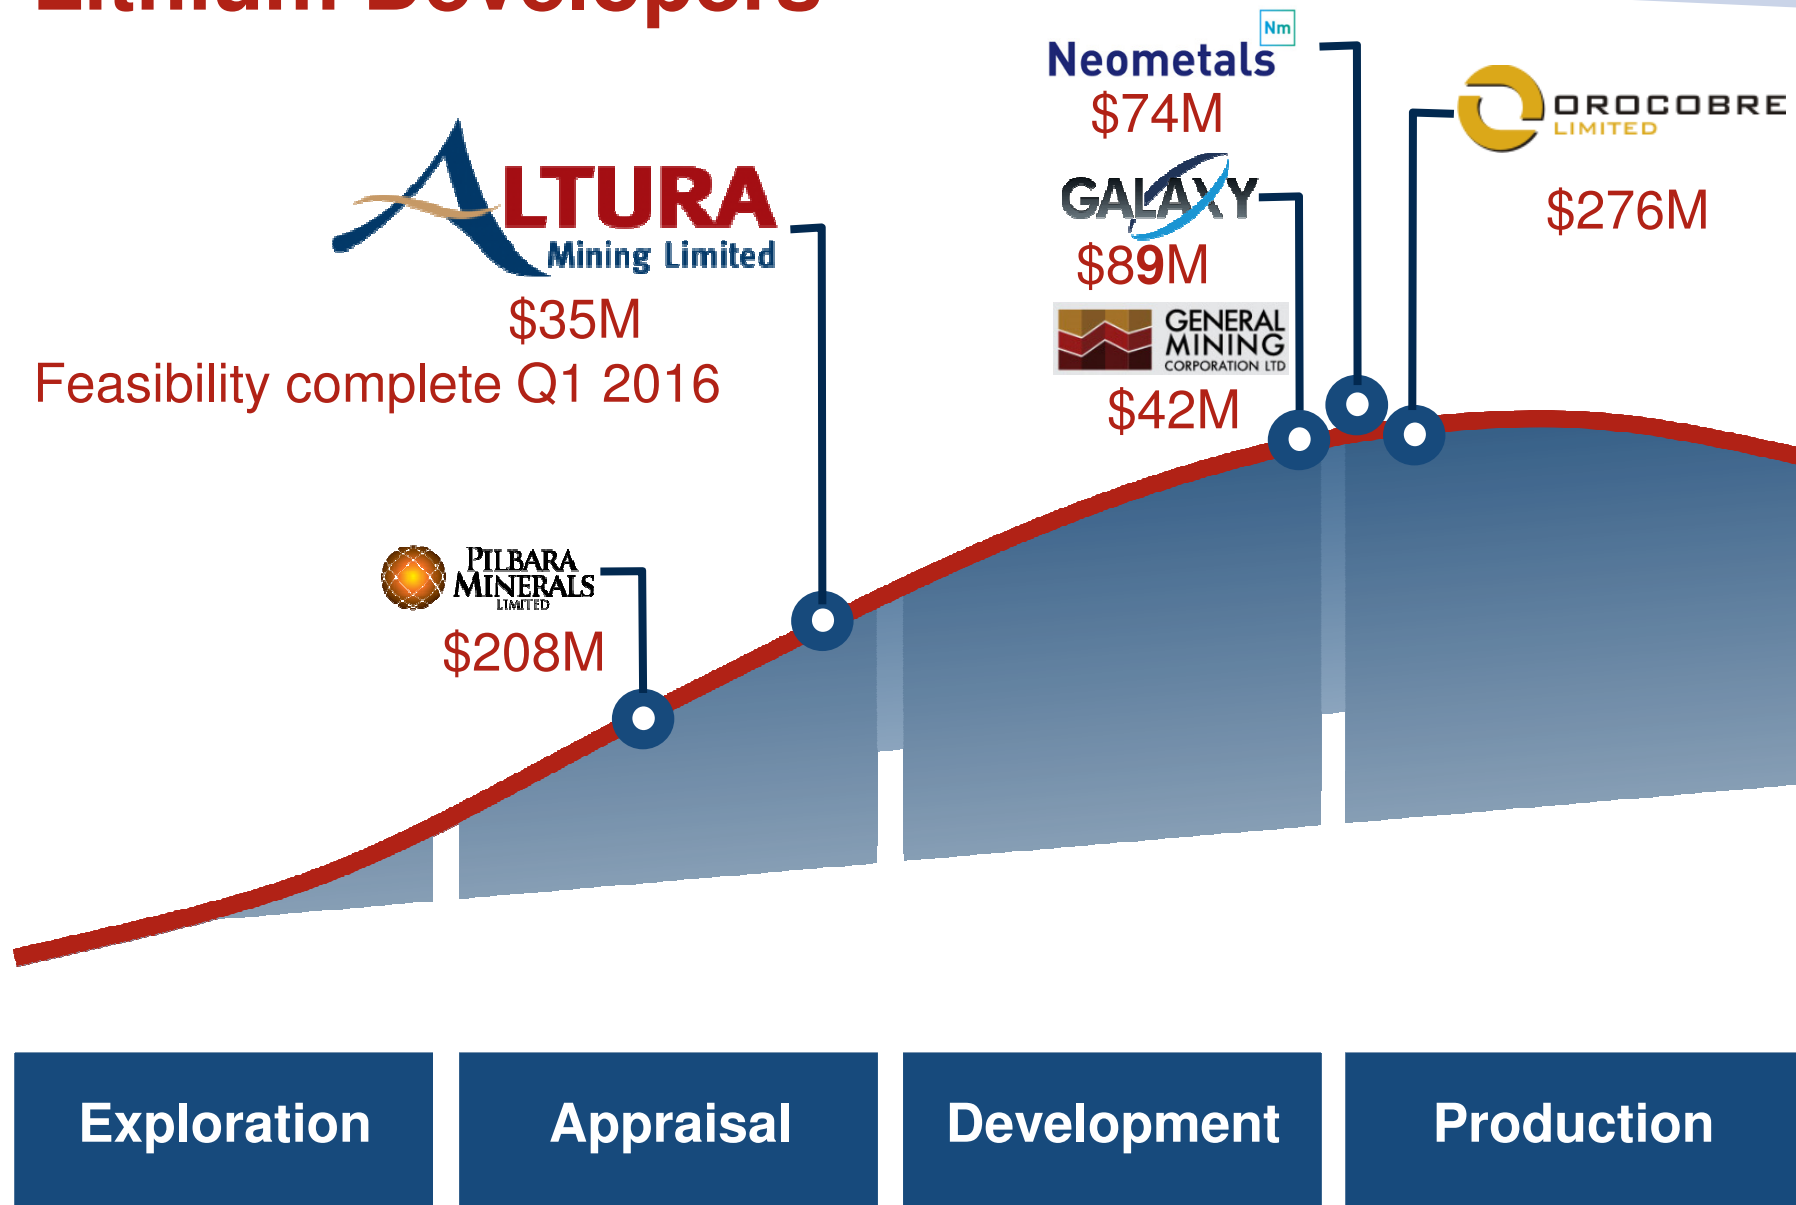 Lithium Developers
Nm
Neometals
$74M
OROCOBRE
LIMITED
$276M
ALTURA
Mining Limited
$35M
Feasibility complete Q1 2016
GALAXY
$89M
GENERAL
MINING
CORPORATION LTD
$42M
PILBARA
MINERALS
LIMITED
$208M
Exploration
Appraisal
Development
Production